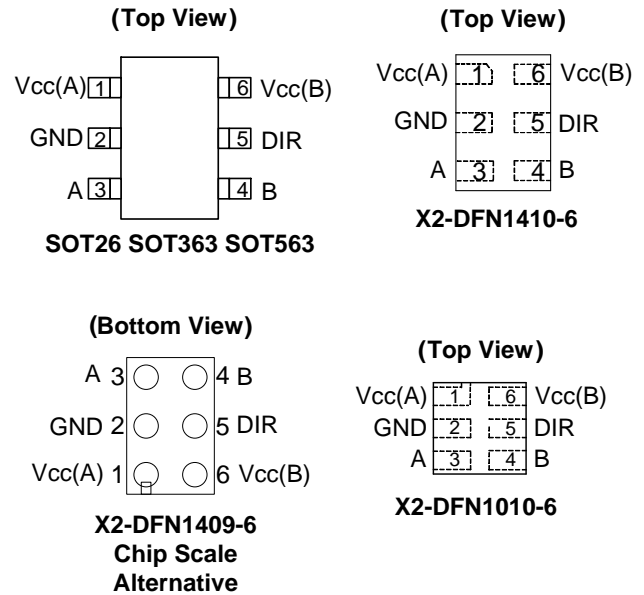 (Top View)
Vcc(A) 1 6 Vcc(B)
GND 2 5 DIR
A 3 4 B
SOT26 SOT363 SOT563
(Top View)
Vcc(A) 1 6 Vcc(B)
GND 2 5 DIR
A 3 4 B
X2-DFN1410-6
(Bottom View)
A 3 4 B
GND 2 5 DIR
Vcc(A) 1 6 Vcc(B)
X2-DFN1409-6
Chip Scale
Alternative
(Top View)
Vcc(A) 1 6 Vcc(B)
GND 2 5 DIR
A 3 4 B
X2-DFN1010-6